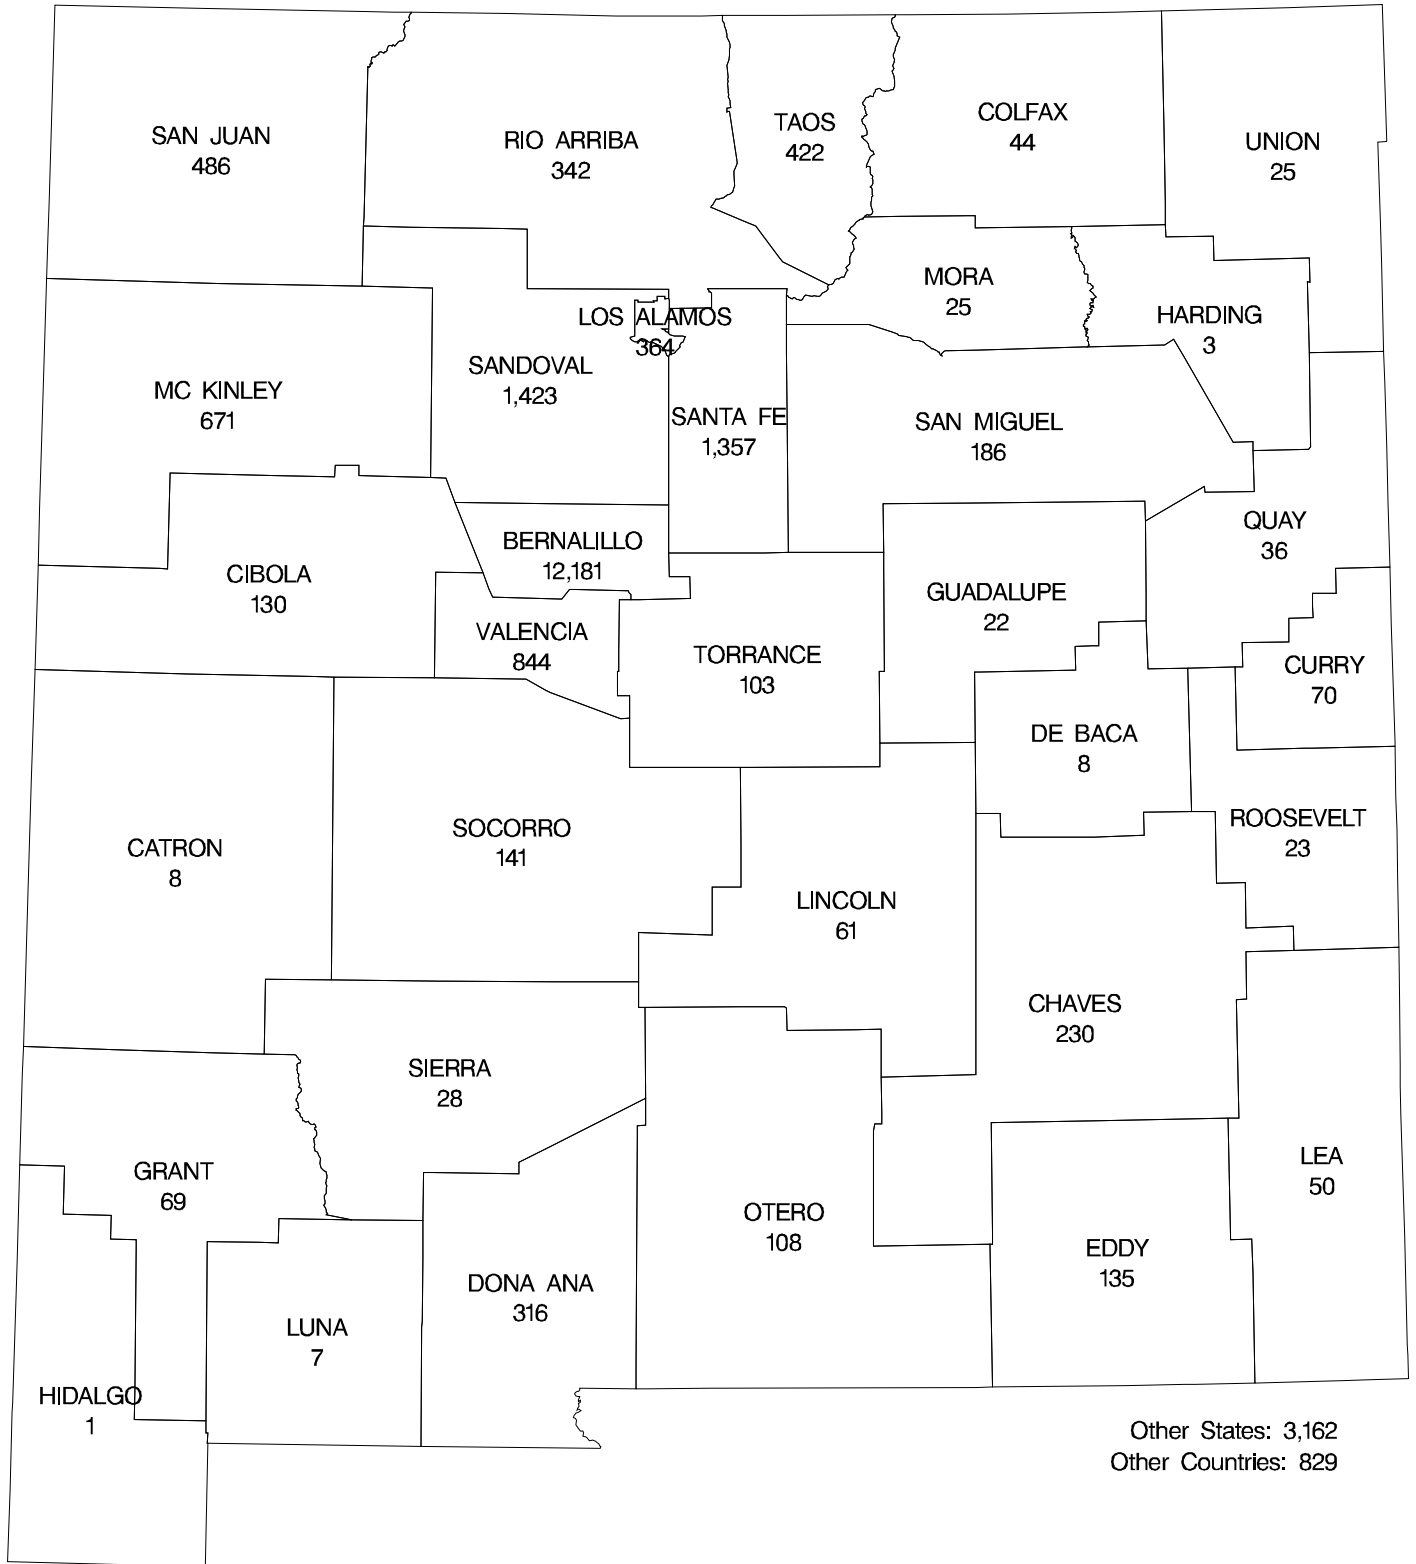 SAN JUAN
486
RIO ARRIBA
342
TAOS
422
COLFAX
44
UNION
25
MORA
25
HARDING
3
LOS ALAMOS
364
SANDOVAL
1,423
SANTA FE
1,357
MC KINLEY
671
SAN MIGUEL
186
QUAY
36
BERNALILLO
12,181
CIBOLA
130
GUADALUPE
22
VALENCIA
844
TORRANCE
103
CURRY
70
DE BACA
8
ROOSEVELT
23
SOCORRO
141
CATRON
8
LINCOLN
61
CHAVES
230
SIERRA
28
GRANT
69
LEA
50
OTERO
108
EDDY
135
DONA ANA
316
LUNA
7
HIDALGO
1
Other States: 3,162
Other Countries: 829